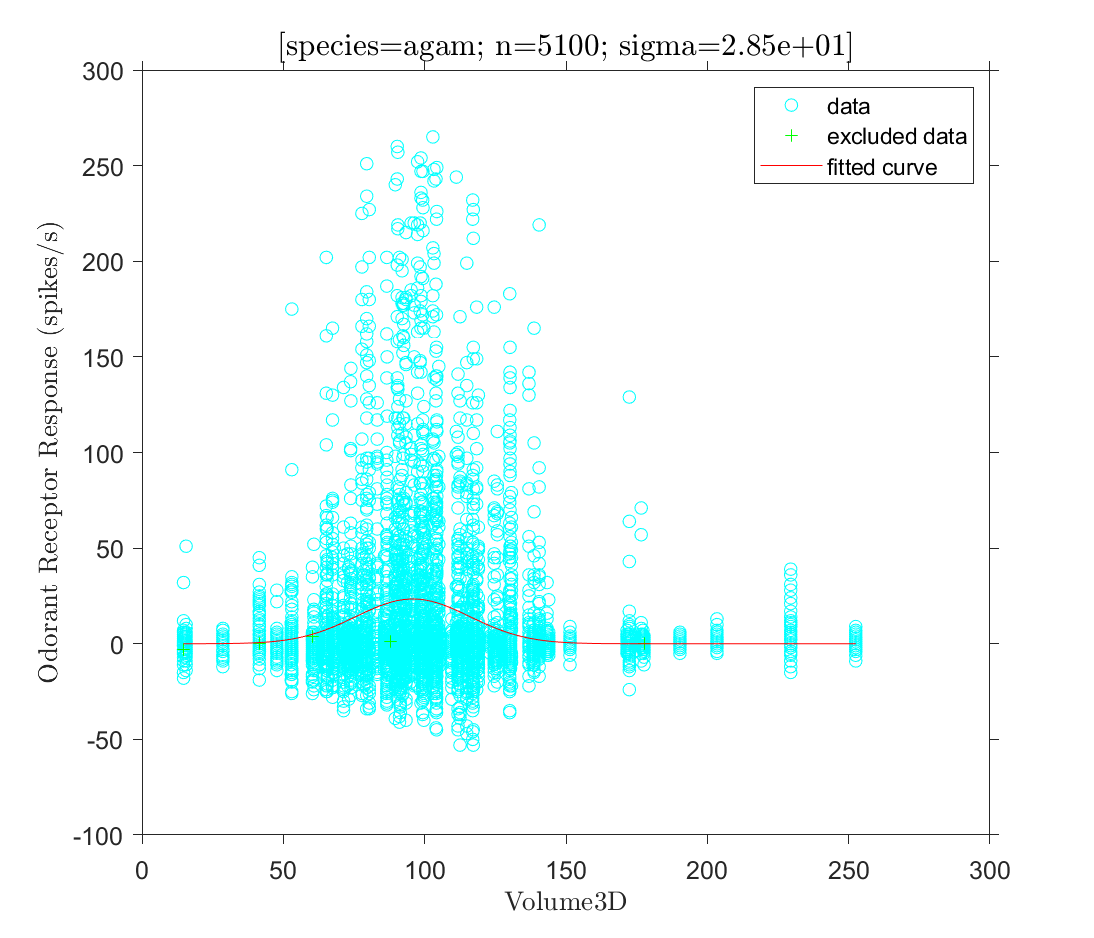 [species=agam; n=5100; sigma=2.85e+01]
300
250
200
150
100
50
0
-50
-100
Odorant Receptor Response (spikes/s)
data
excluded data
fitted curve
0 50 100 150 200 250 300
Volume3D